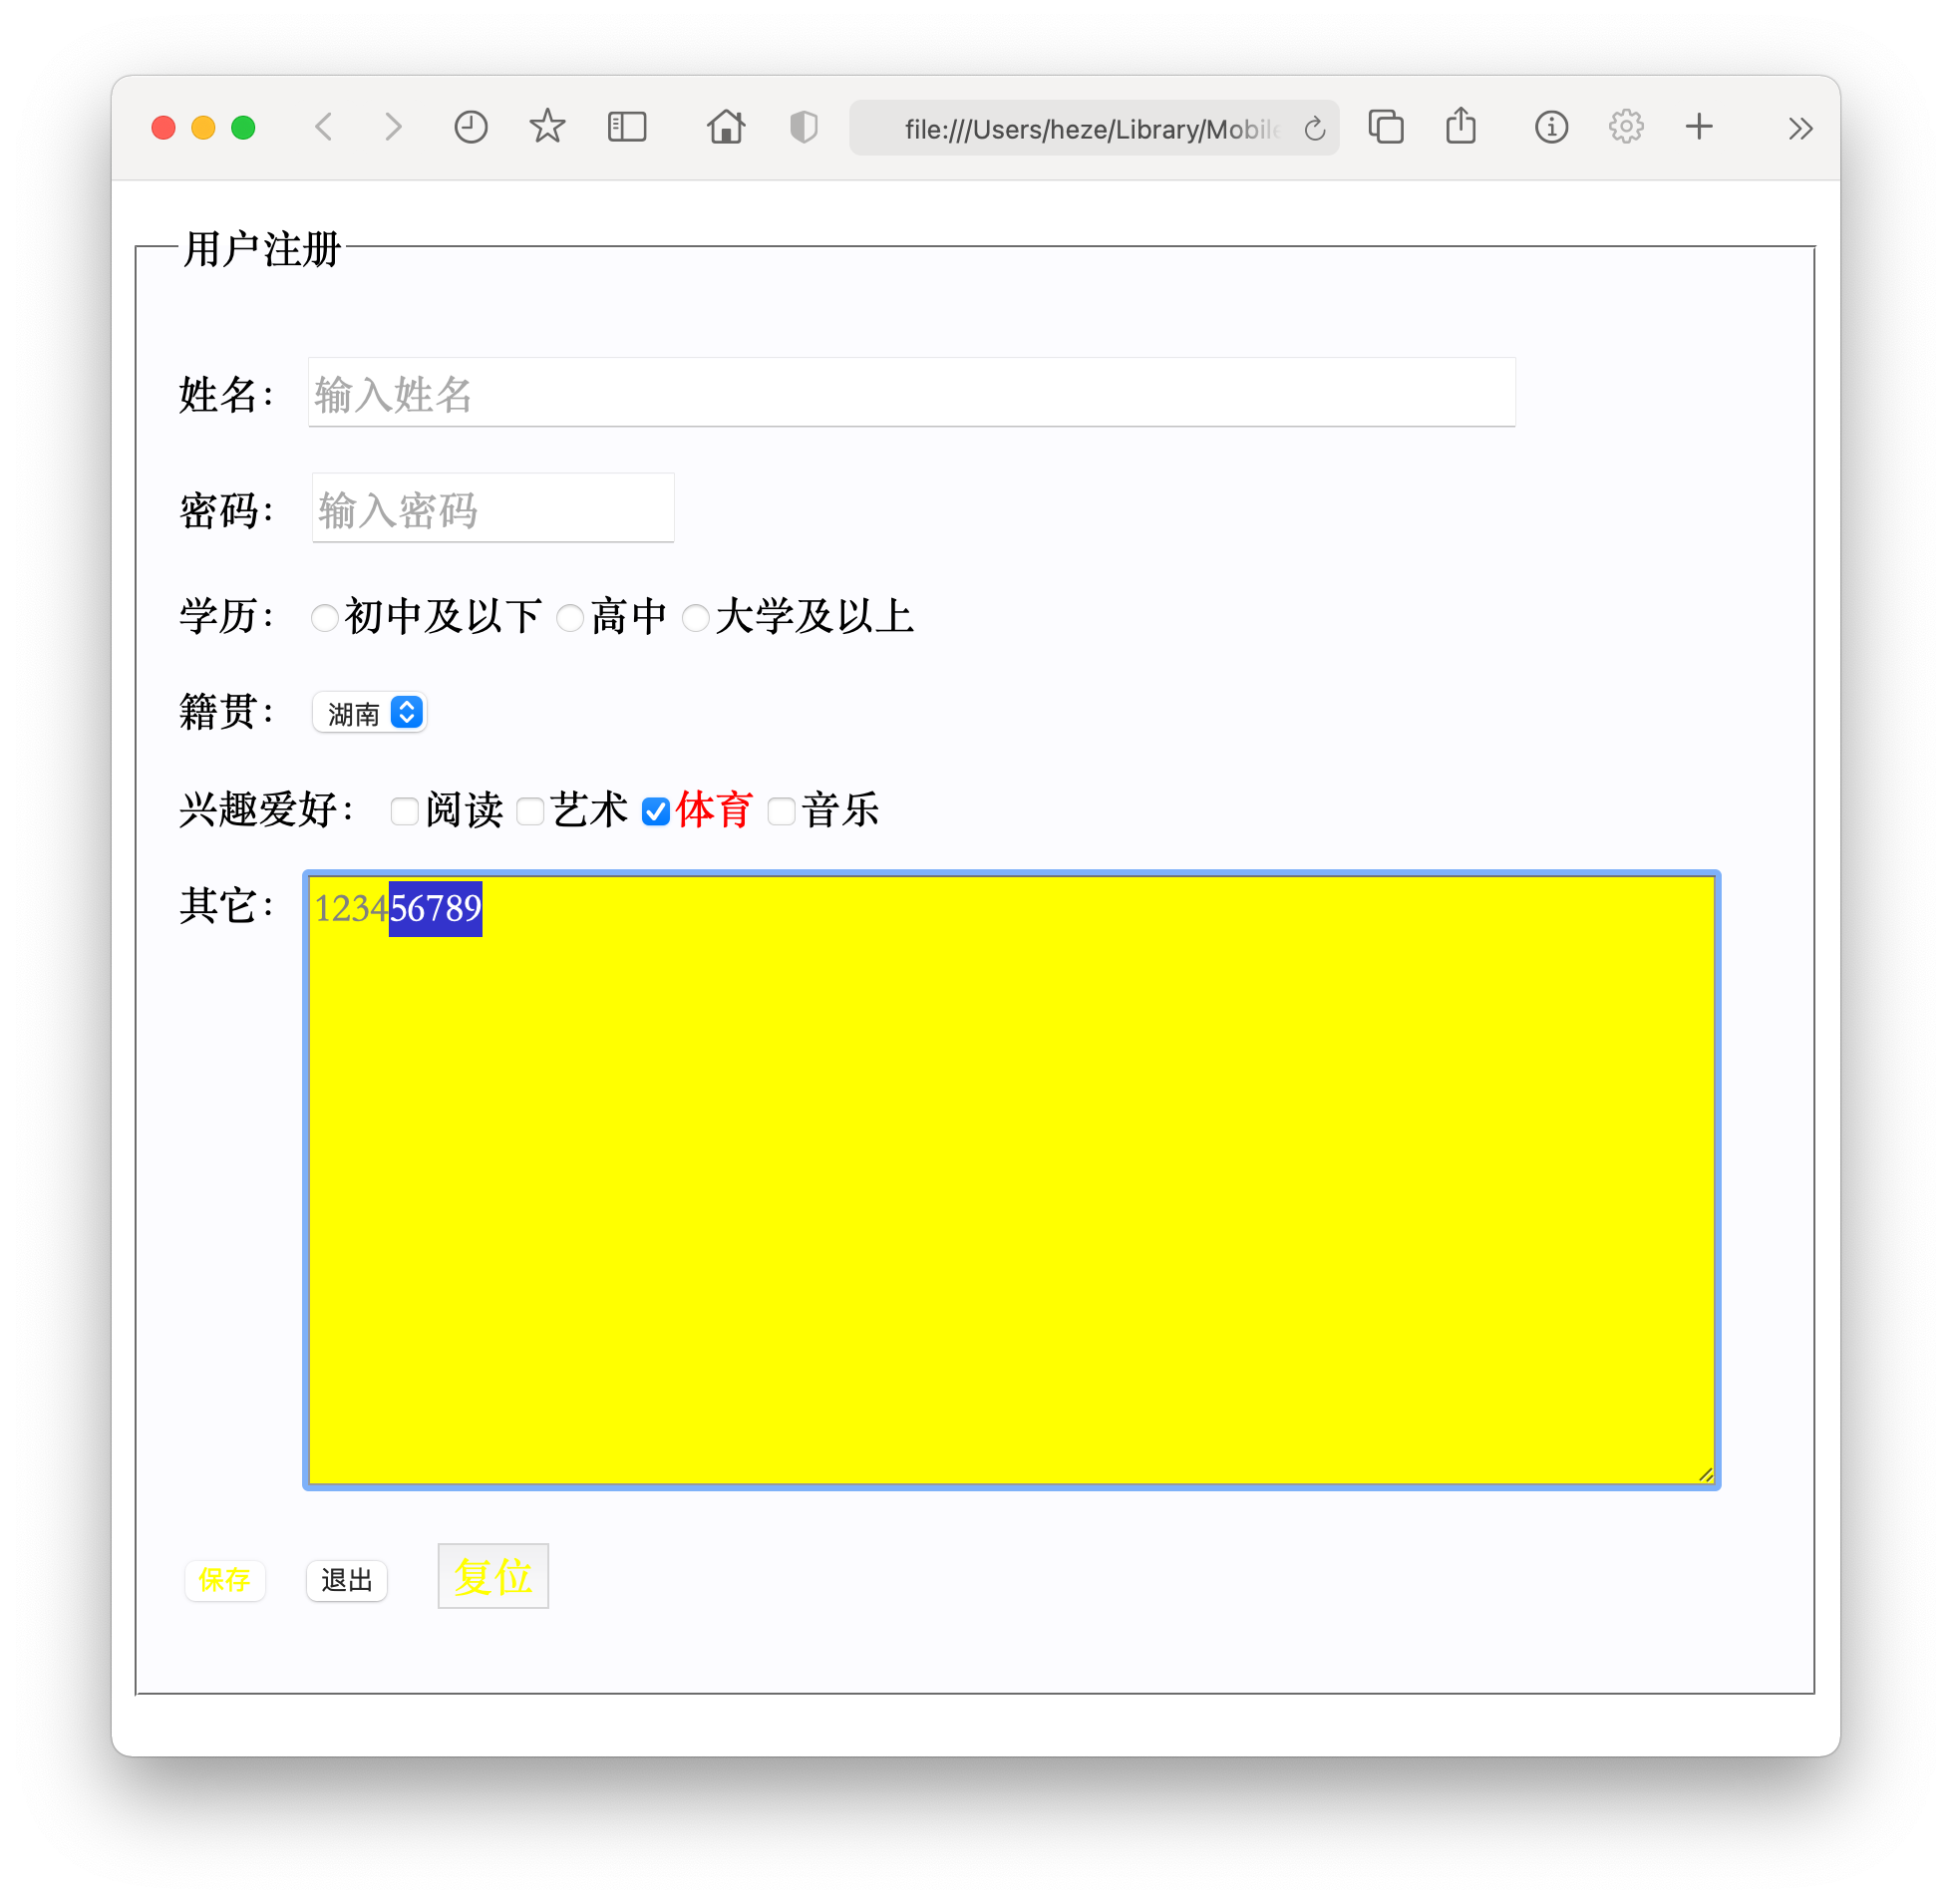 file:///Users/heze/Library/Mobile
用户注册
姓名： 输入姓名
密码： 输入密码
学历： 初中及以下 高中 大学及以上
籍贯： 湖南
兴趣爱好： 阅读 艺术 体育 音乐
其它： 123456789
保存 退出 复位